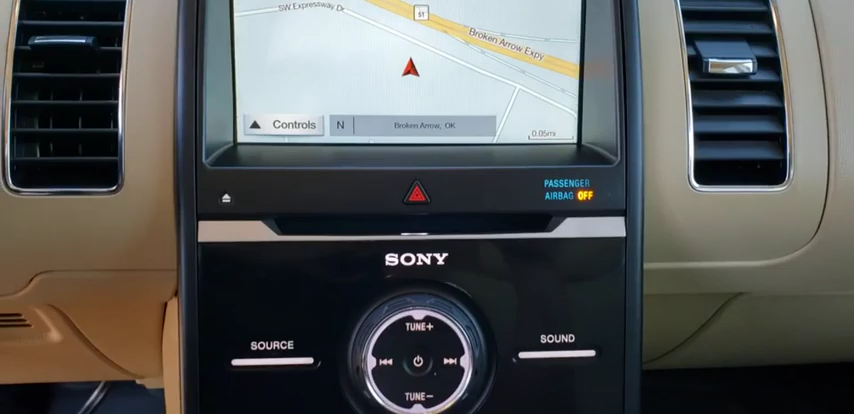 SW Expressway Dr
51
Broken Arrow Expy
Controls
N
Broken Arrow, OK
0.05mi
PASSENGER
AIRBAG OFF
SONY
TUNE+
SOURCE
SOUND
TUNE-